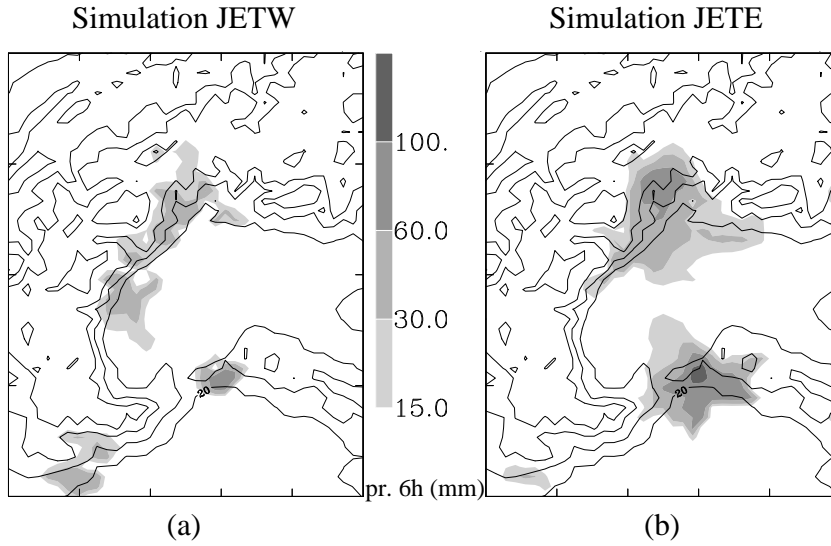 Simulation JETW
Simulation JETE
100.
60.0
30.0
15.0
20
20
pr. 6h (mm)
(a)
(b)